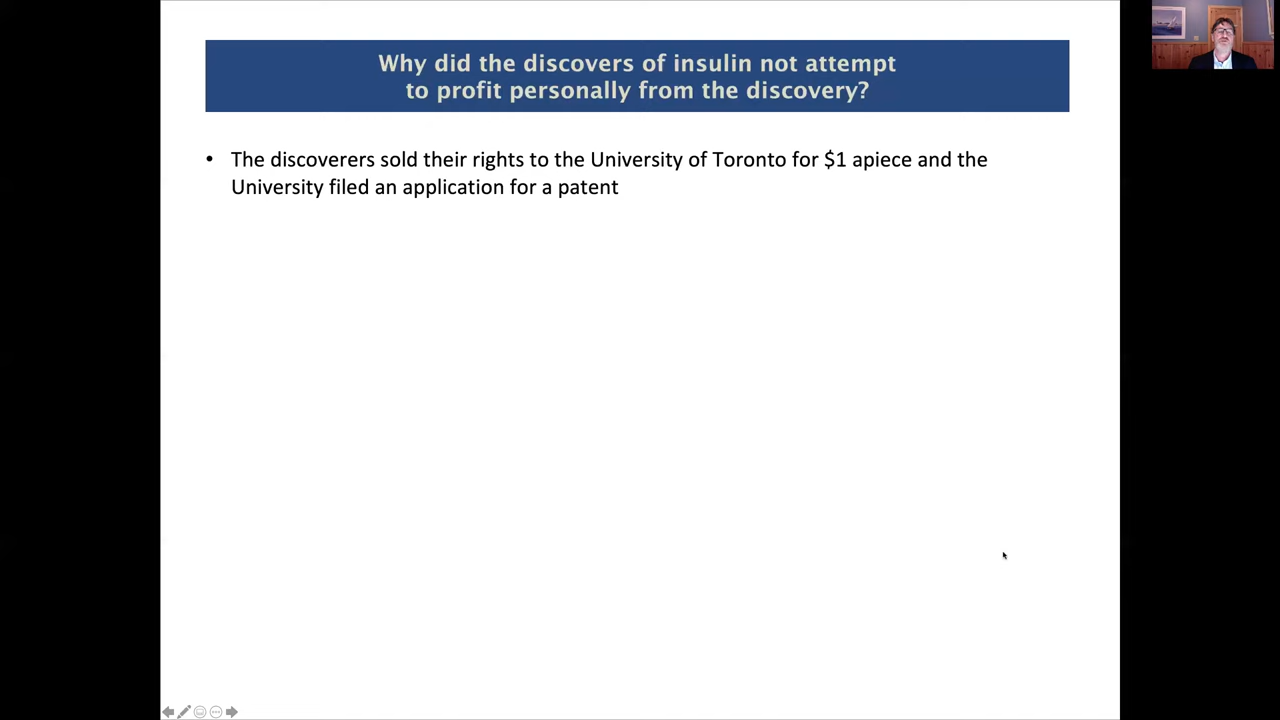 Why did the discovers of insulin not attempt
to profit personally from the discovery?
• The discoverers sold their rights to the University of Toronto for $1 apiece and the
University filed an application for a patent